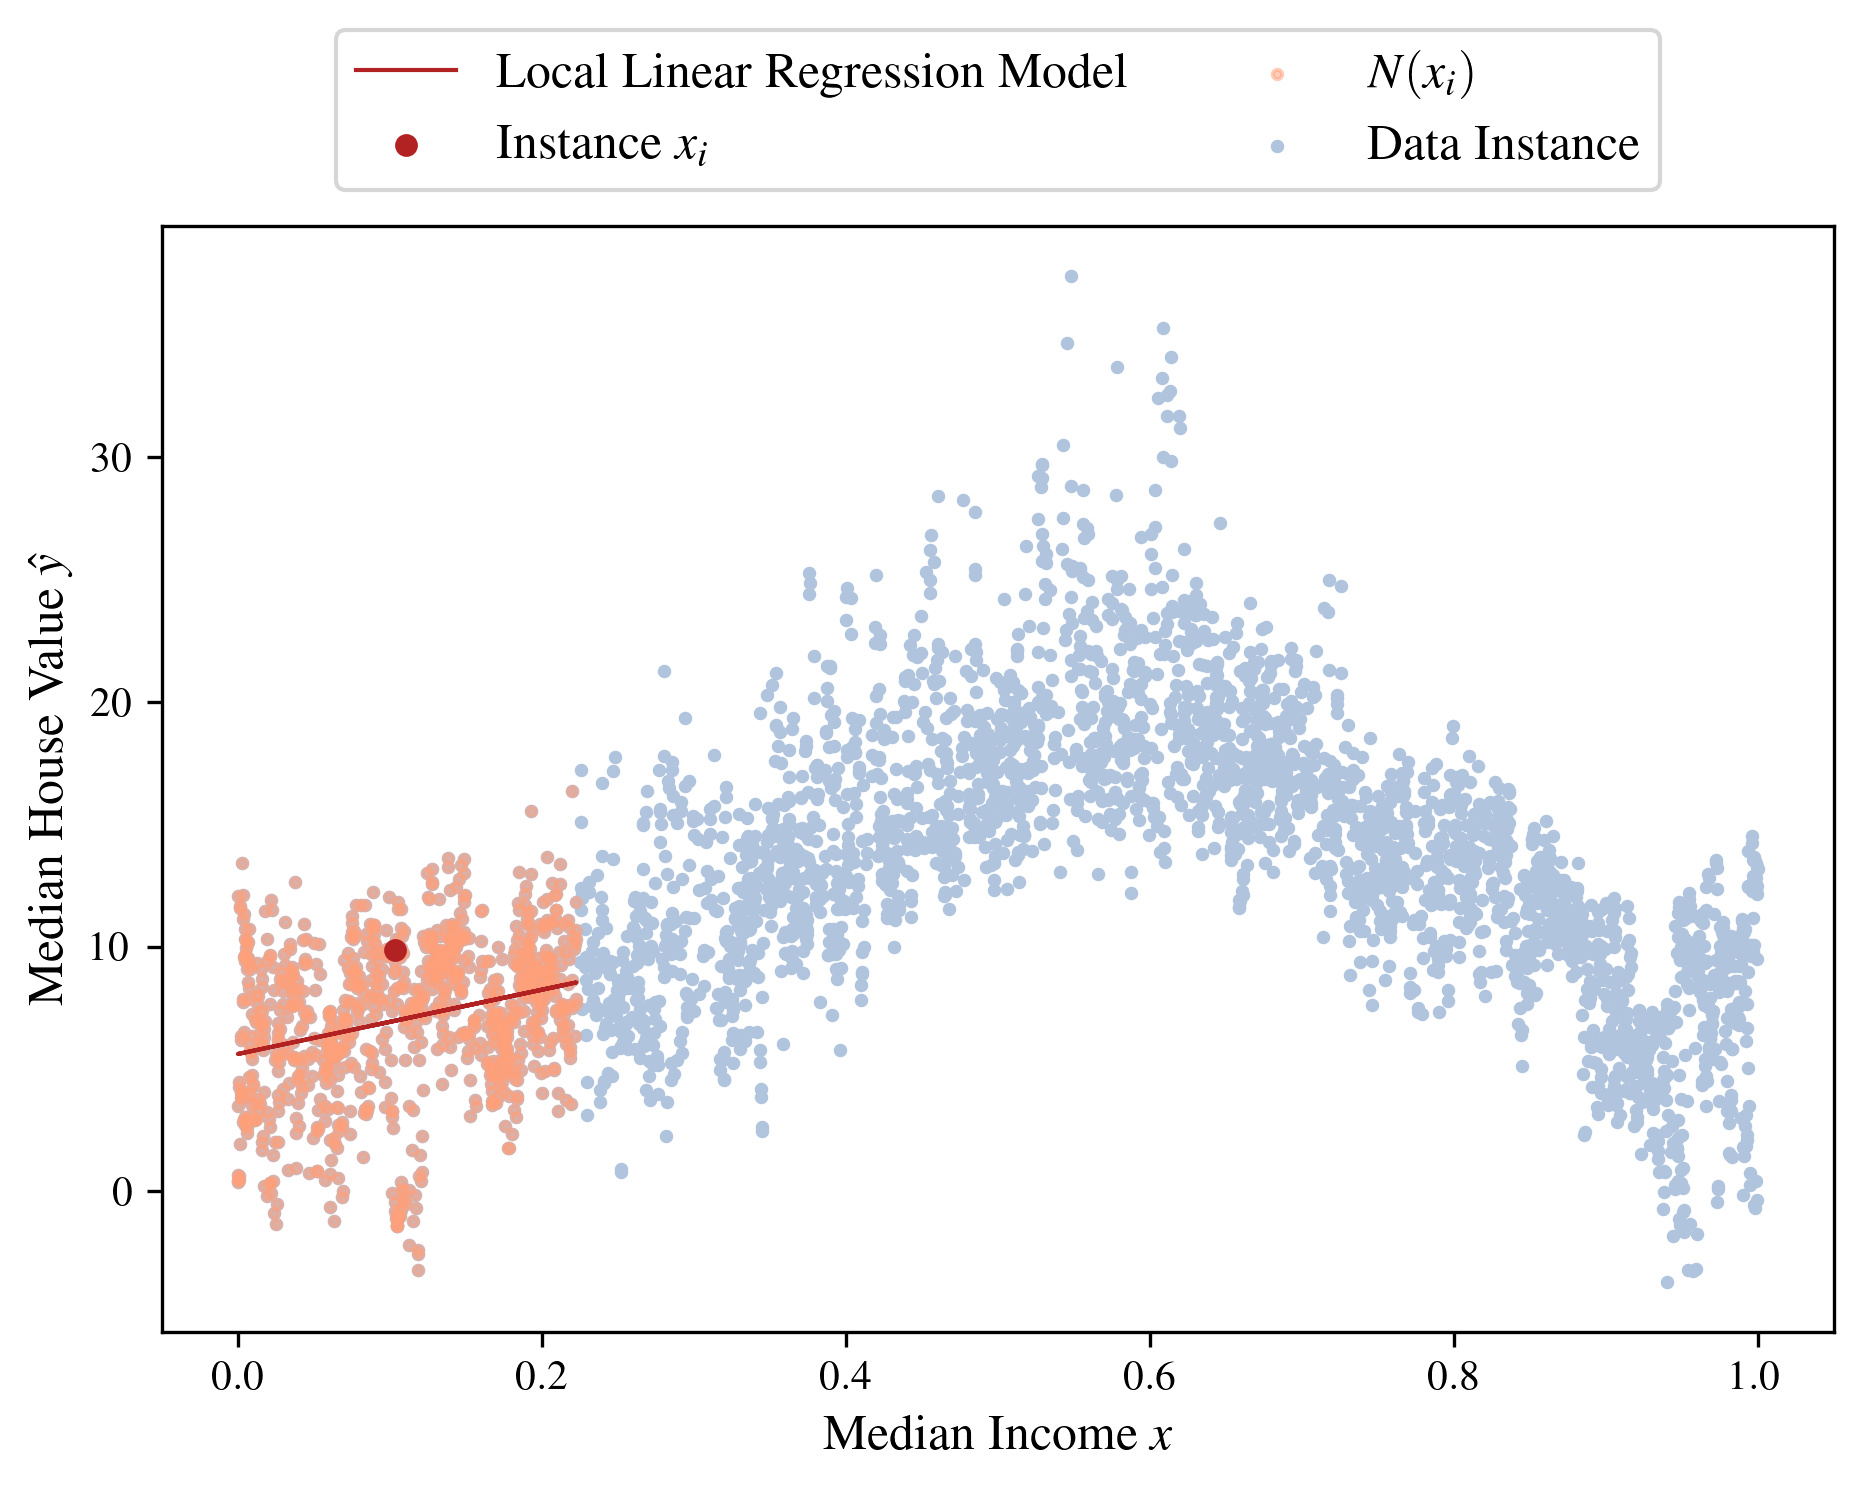 Local Linear Regression Model
Instance xᵢ
N(xᵢ)
Data Instance
Median House Value ŷ
30
20
10
0
0.0 0.2 0.4 0.6 0.8 1.0
Median Income x